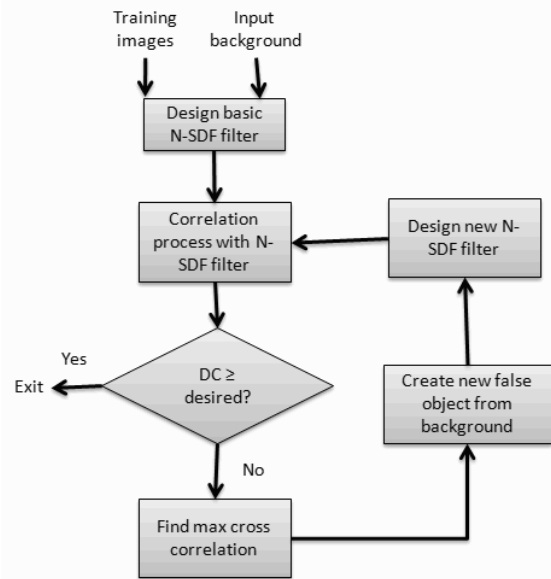 Training
images
Input
background
Design basic
N-SDF filter
Correlation
process with N-
SDF filter
Design new N-
SDF filter
Yes
Exit
DC ≥
desired?
Create new false
object from
background
No
Find max cross
correlation